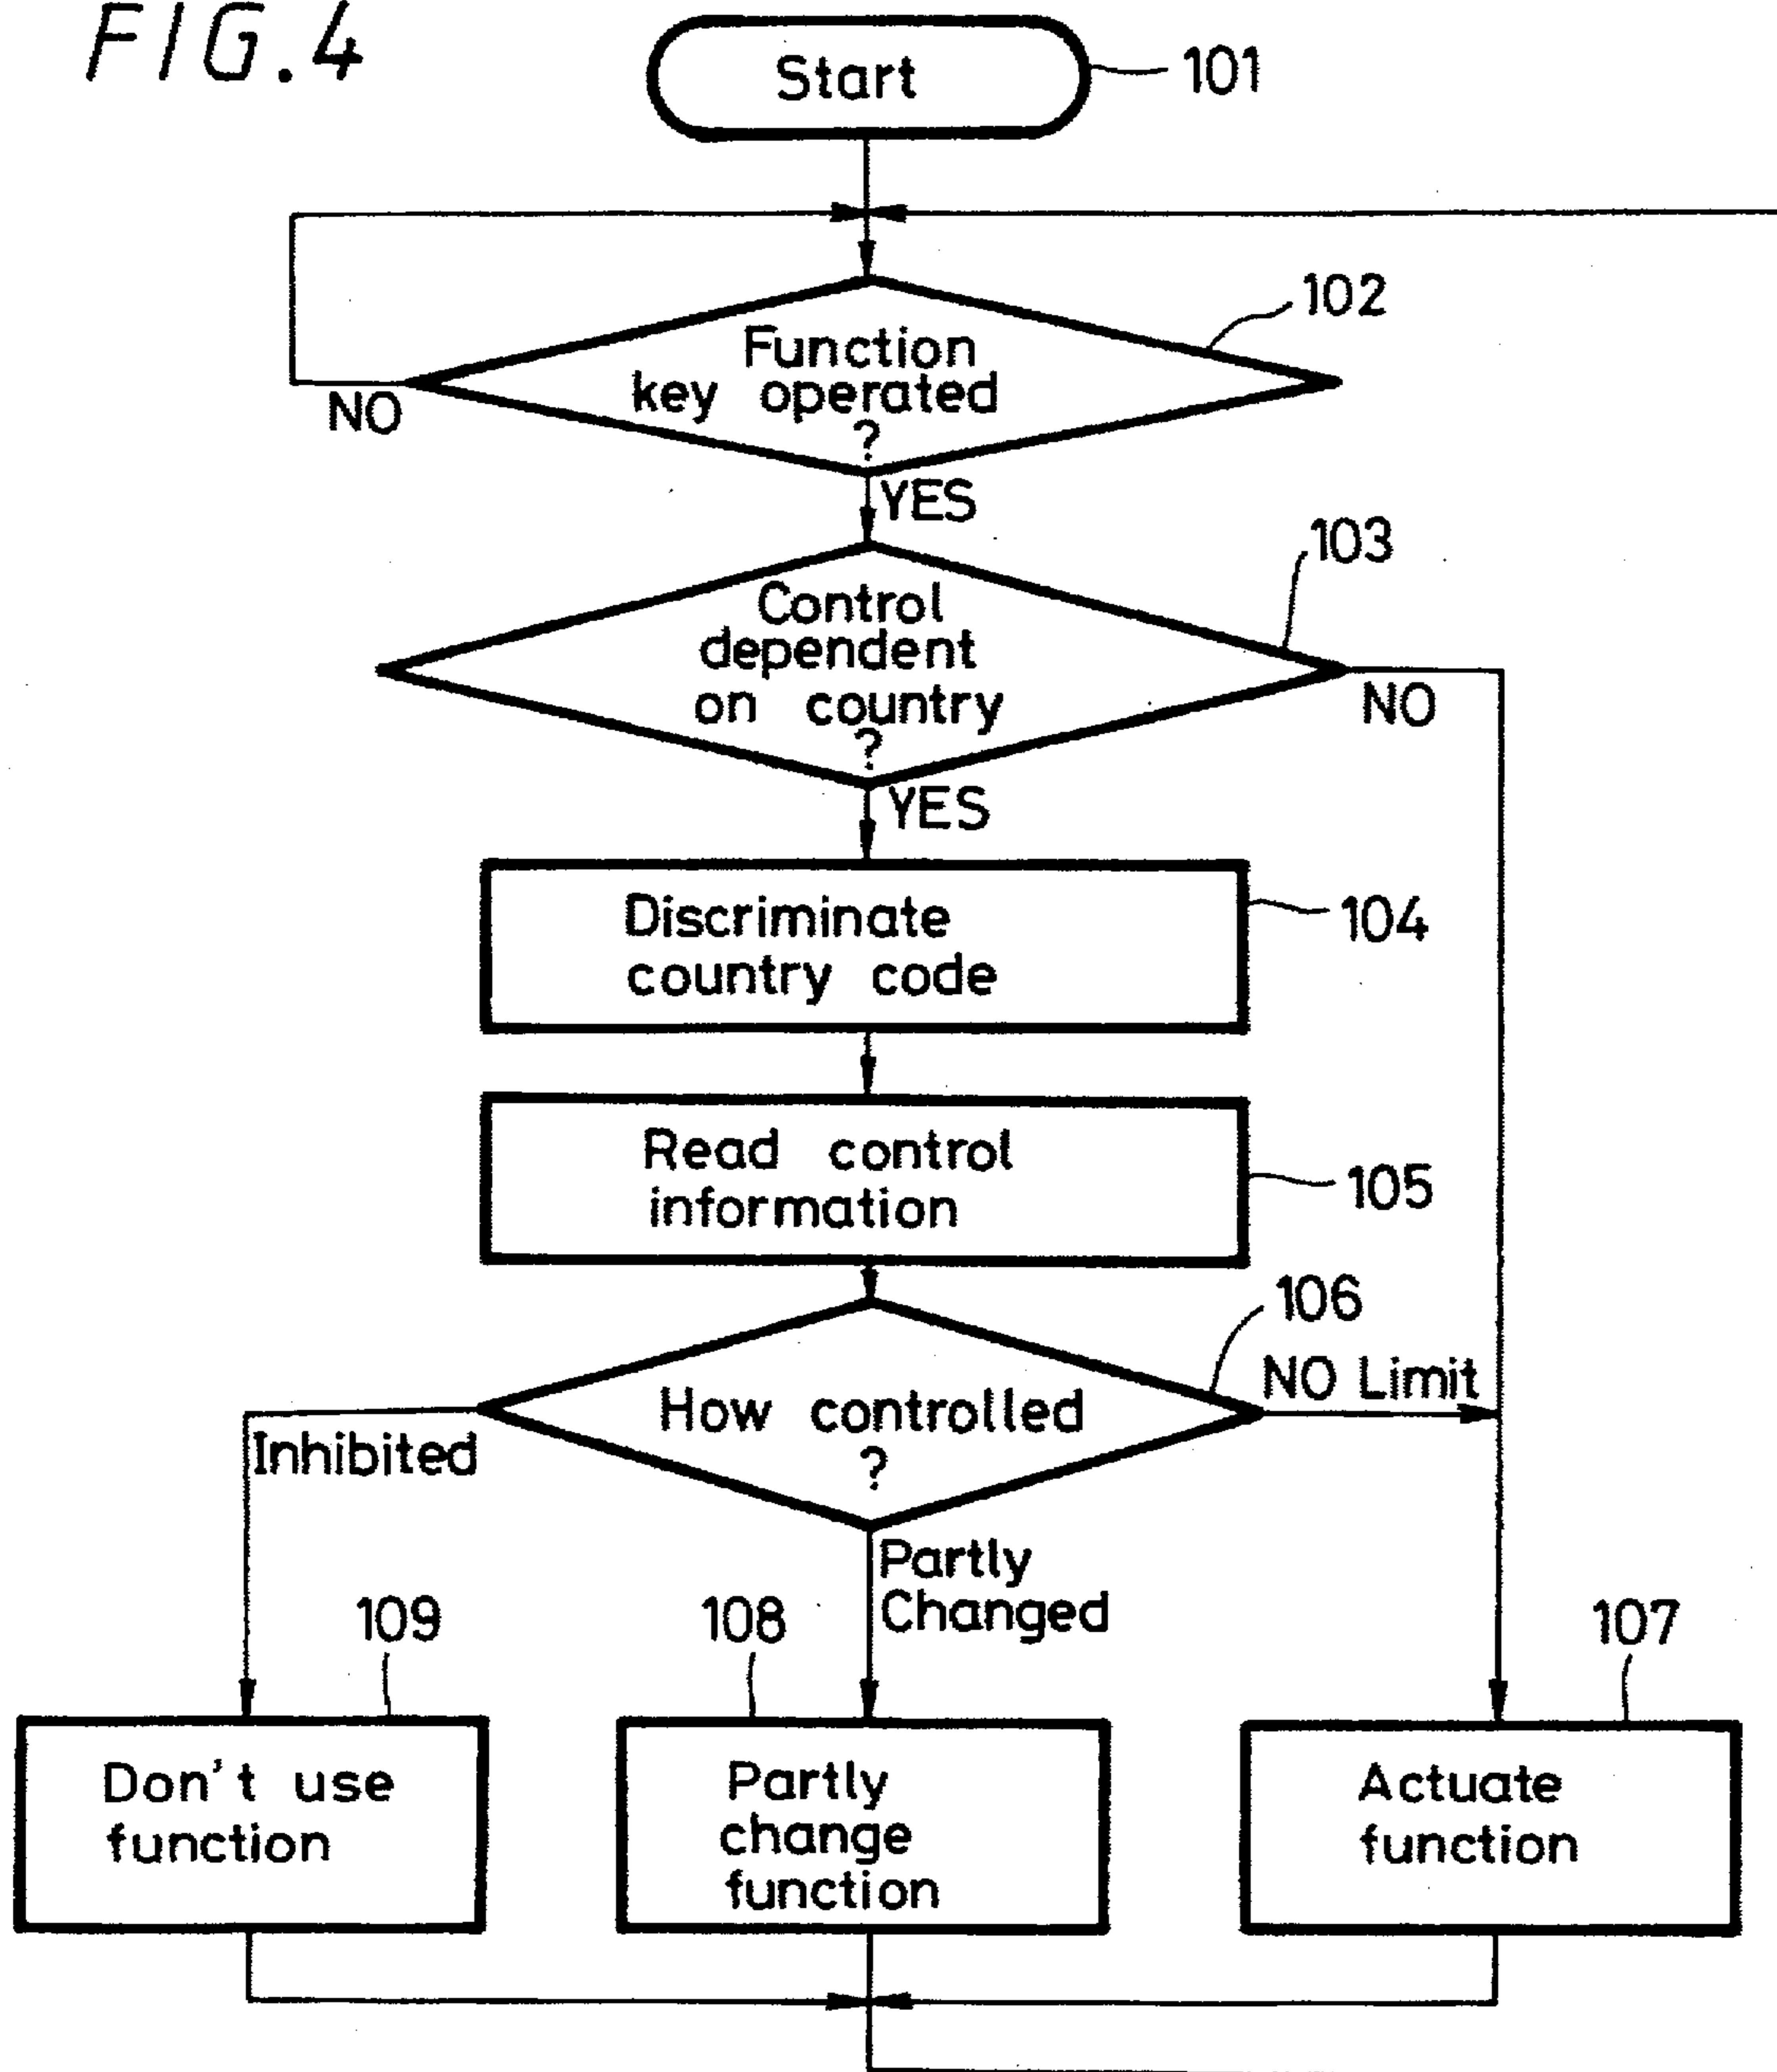 FIG.4
Start
101
102
Function
key operated
?
NO
YES
103
Control
dependent
on country
?
NO
YES
Discriminate
country code
104
Read control
information
105
106
How controlled
?
NO Limit
Inhibited
Partly
Changed
109
108
107
Don't use
function
Partly
change
function
Actuate
function